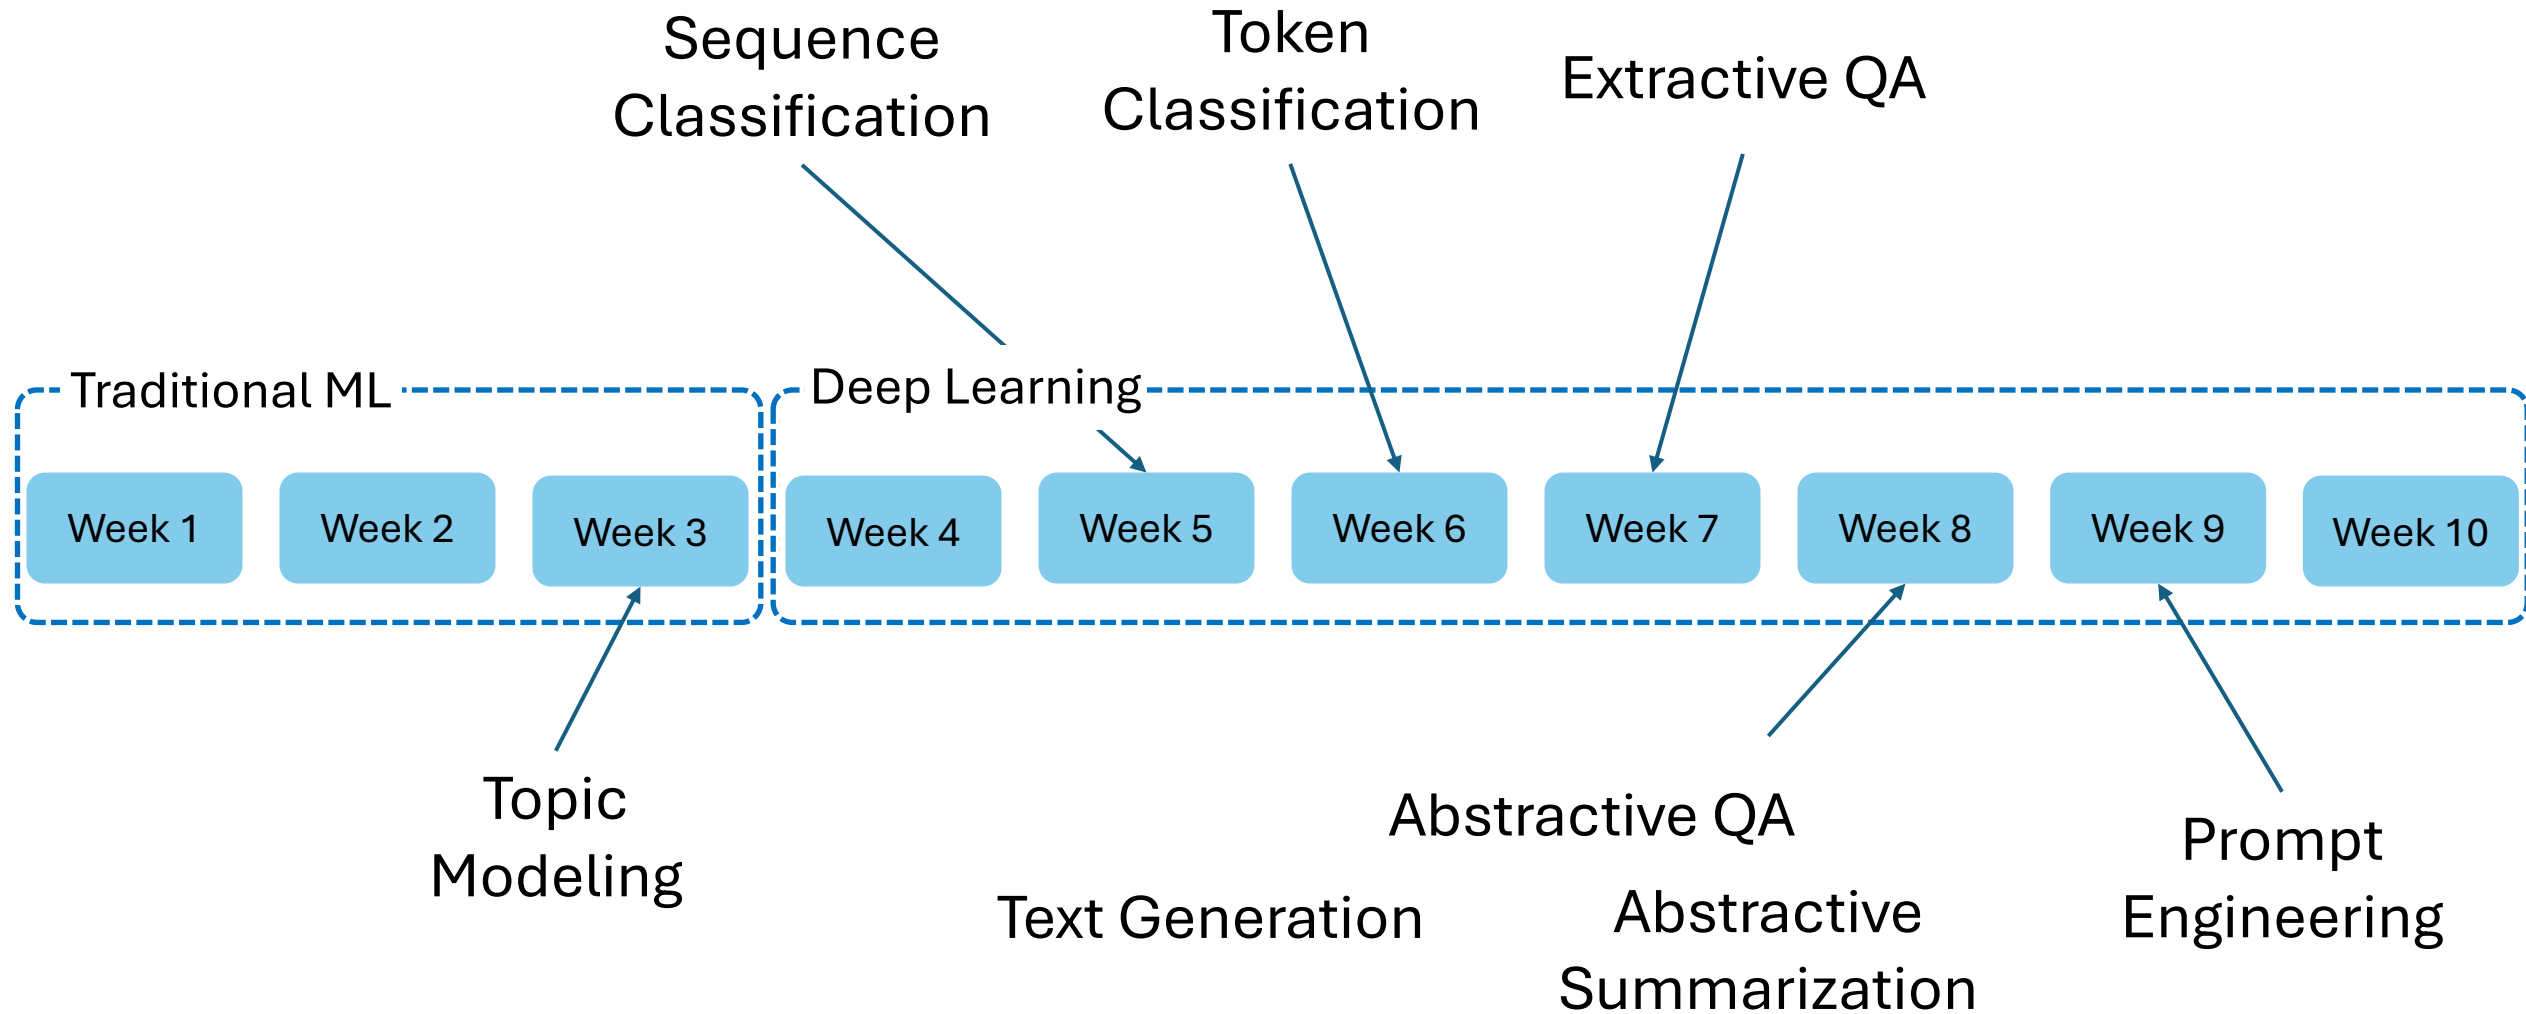 Sequence
Classification
Token
Classification
Extractive QA
Traditional ML
Deep Learning
Week 1
Week 2
Week 3
Week 4
Week 5
Week 6
Week 7
Week 8
Week 9
Week 10
Topic
Modeling
Text Generation
Abstractive QA
Abstractive
Summarization
Prompt
Engineering